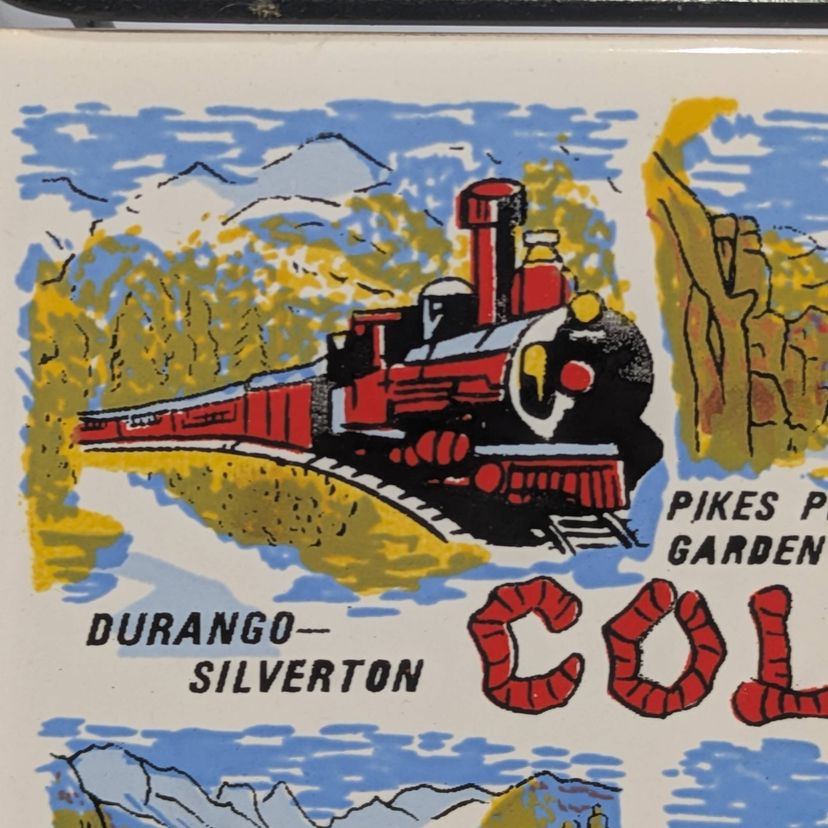 PIKES P
GARDEN
DURANGO—
SILVERTON
COL